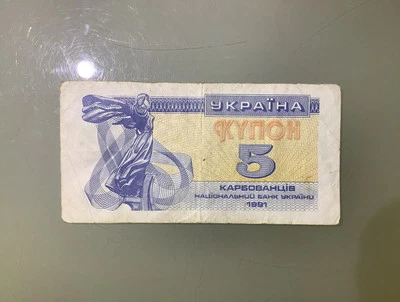 УКРАЇНА
КУПОН
5
КАРБОВАНЦІВ
НАЦІОНАЛЬНИЙ БАНК УКРАЇНИ
1991